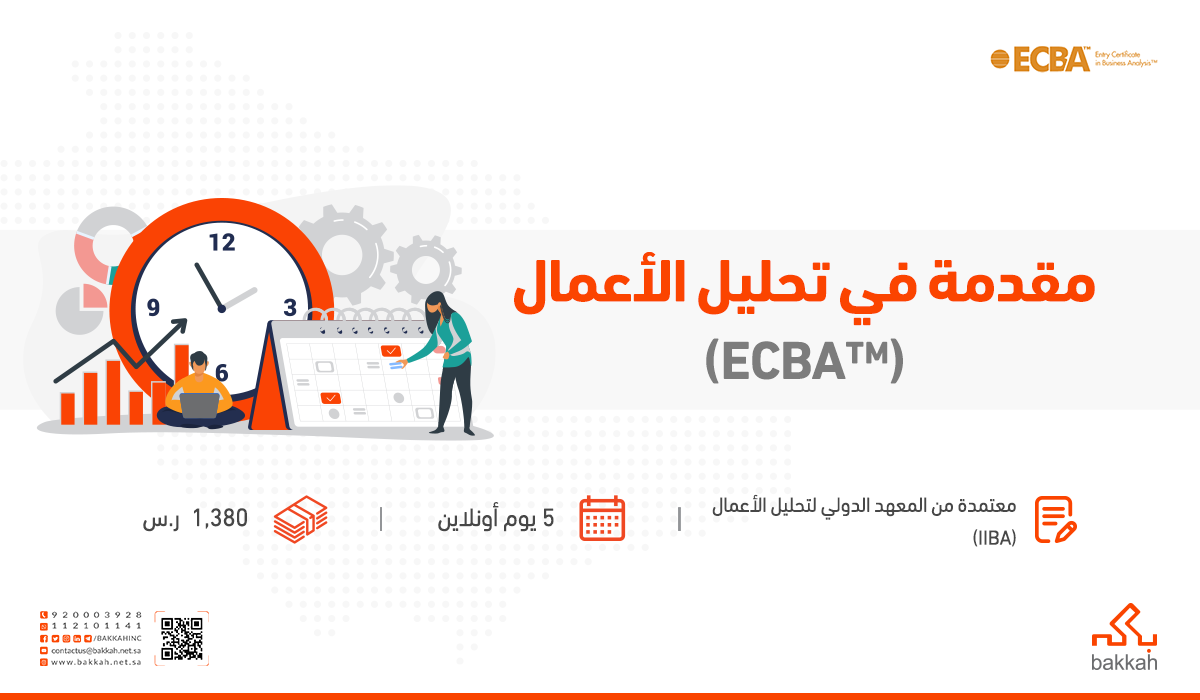 ECBA™ Entry Certificate
in Business Analysis™
مقدمة في تحليل الأعمال
(ECBA™)
12
3
6
9
معتمدة من المعهد الدولي لتحليل الأعمال
(IIBA)
5 يوم أونلاين
1,380 ر.س
920003928
112101141
/BAKKAHINC
contactus@bakkah.net.sa
www.bakkah.net.sa
بكه
bakkah